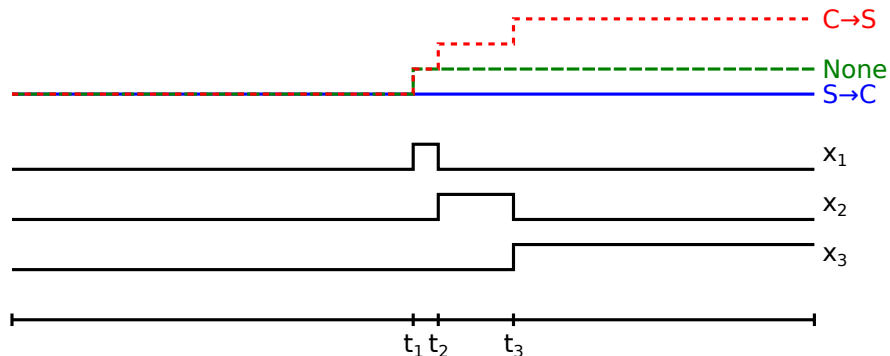 C→S
None
S→C
x₁
x₂
x₃
t₁ t₂ t₃